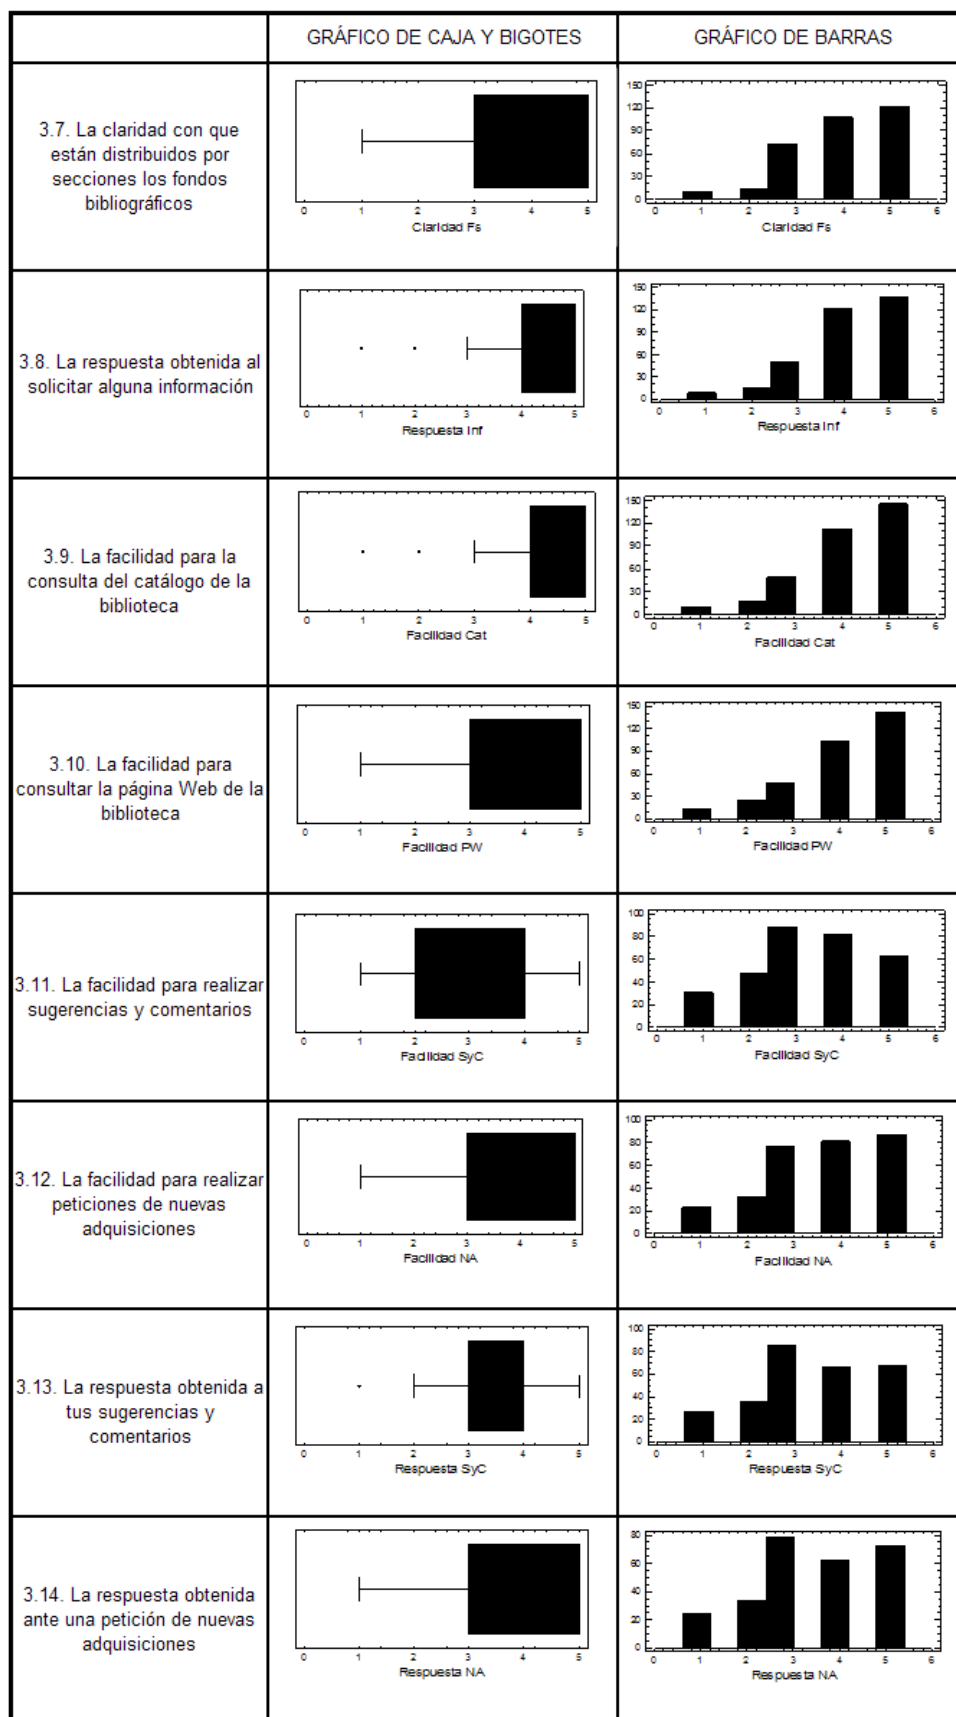 GRÁFICO DE CAJA Y BIGOTES
GRÁFICO DE BARRAS
3.7. La claridad con que
están distribuidos por
secciones los fondos
bibliográficos
0 1 2 3 4 5
Claridad Fs
150
120
90
60
30
0
0 1 2 3 4 5 6
Claridad Fs
3.8. La respuesta obtenida al
solicitar alguna información
0 1 2 3 4 5
Respuesta Inf
150
120
90
60
30
0
0 1 2 3 4 5 6
Respuesta Inf
3.9. La facilidad para la
consulta del catálogo de la
biblioteca
0 1 2 3 4 5
Facilidad Cat
150
120
90
60
30
0
0 1 2 3 4 5 6
Facilidad Cat
3.10. La facilidad para
consultar la página Web de la
biblioteca
0 1 2 3 4 5
Facilidad PW
150
120
90
60
30
0
0 1 2 3 4 5 6
Facilidad PW
3.11. La facilidad para realizar
sugerencias y comentarios
0 1 2 3 4 5
Facilidad SyC
100
80
60
40
20
0
0 1 2 3 4 5 6
Facilidad SyC
3.12. La facilidad para realizar
peticiones de nuevas
adquisiciones
0 1 2 3 4 5
Facilidad NA
100
80
60
40
20
0
0 1 2 3 4 5 6
Facilidad NA
3.13. La respuesta obtenida a
tus sugerencias y
comentarios
0 1 2 3 4 5
Respuesta SyC
100
80
60
40
20
0
0 1 2 3 4 5 6
Respuesta SyC
3.14. La respuesta obtenida
ante una petición de nuevas
adquisiciones
0 1 2 3 4 5
Respuesta NA
80
60
40
20
0
0 1 2 3 4 5 6
Respuesta NA